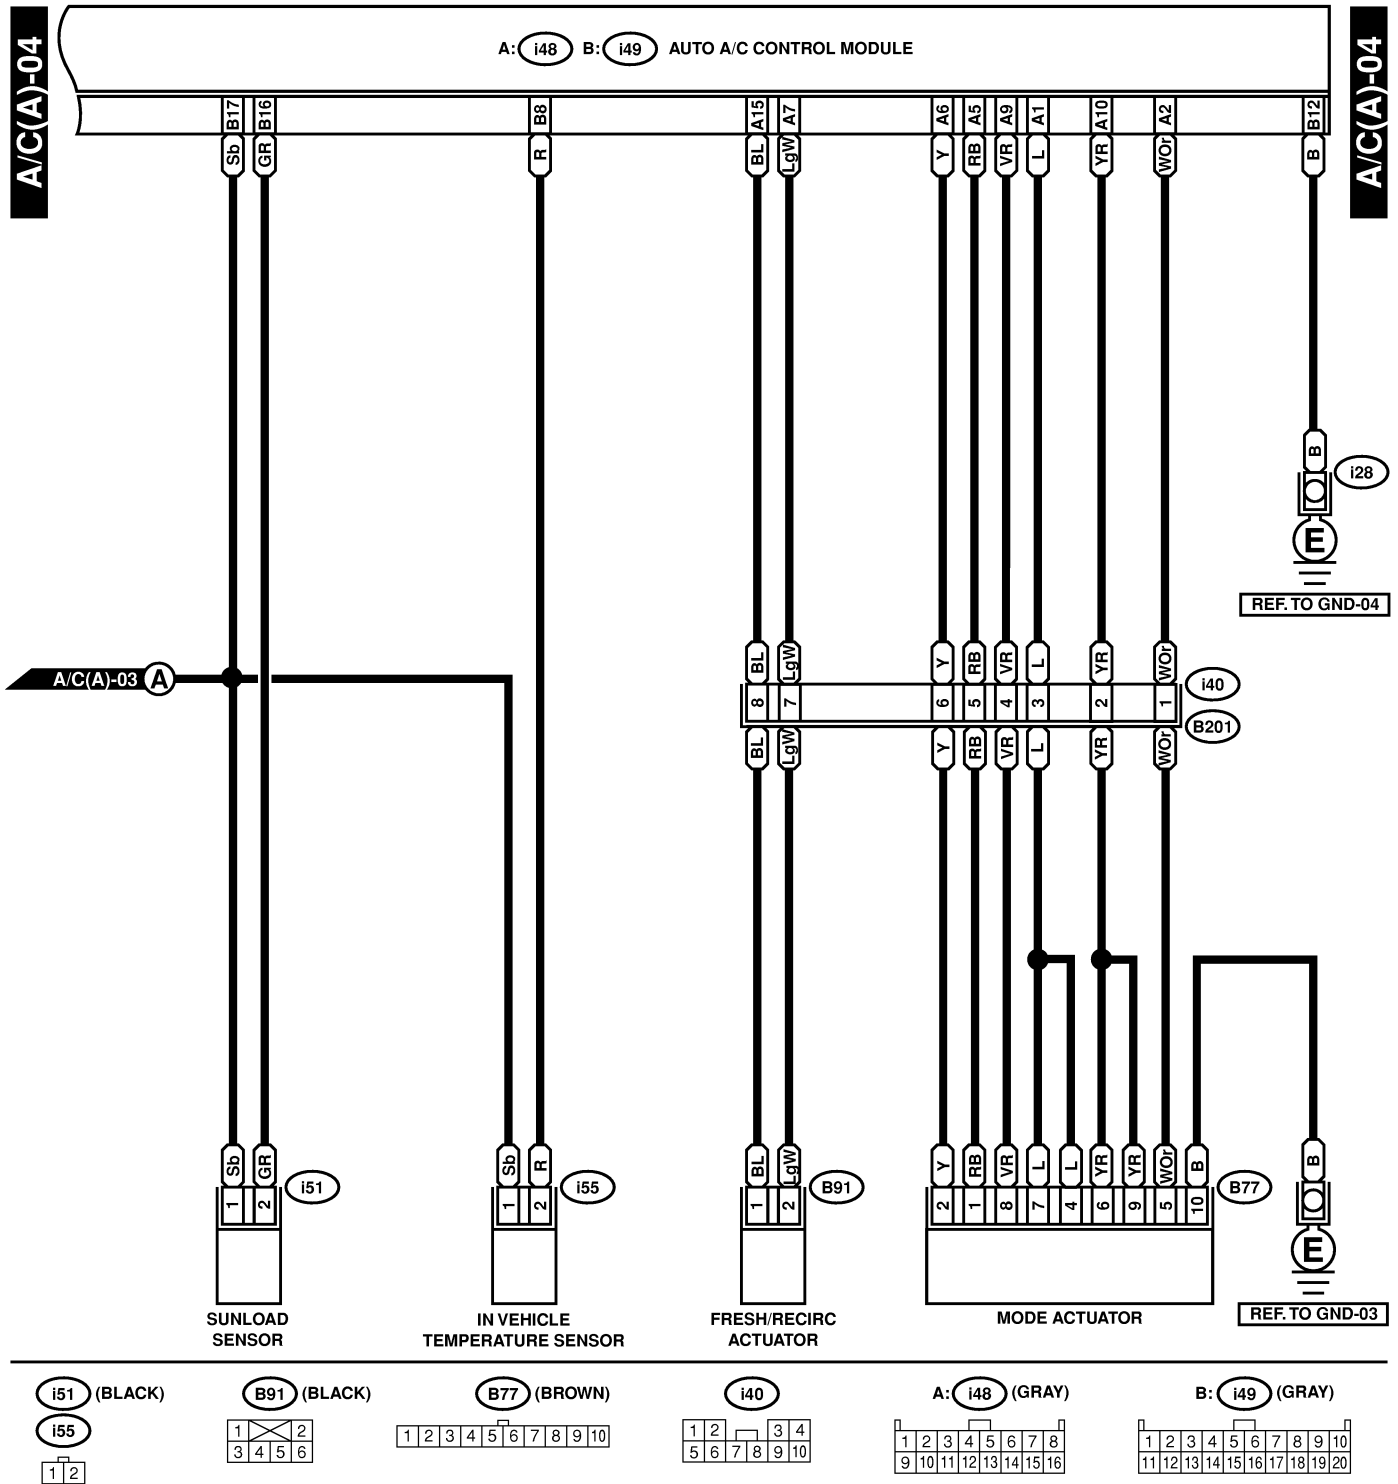 A/C(A)-04
A/C(A)-04
A: i48 B: i49 AUTO A/C CONTROL MODULE
B17 B16 B8 A15 A7 A6 A5 A9 A1 A10 A2 B12
Sb GR R BL LgW Y RB VR L YR WOr B
B
i28
E
REF. TO GND-04
A/C(A)-03 A
BL LgW Y RB VR L YR WOr
i40
8 7 6 5 4 3 2 1
B201
BL LgW Y RB VR L YR WOr
Sb GR Sb R BL LgW Y RB VR L L YR YR WOr B B
i51 i55 B91 B77
1 2 1 2 1 2 2 1 8 7 4 6 9 5 10
E
REF. TO GND-03
SUNLOAD
SENSOR
IN VEHICLE
TEMPERATURE SENSOR
FRESH/RECIRC
ACTUATOR
MODE ACTUATOR
i51 (BLACK)
i55
1 2
B91 (BLACK)
1 2
3 4 5 6
B77 (BROWN)
1 2 3 4 5 6 7 8 9 10
i40
1 2 3 4
5 6 7 8 9 10
A: i48 (GRAY)
1 2 3 4 5 6 7 8
9 10 11 12 13 14 15 16
B: i49 (GRAY)
1 2 3 4 5 6 7 8 9 10
11 12 13 14 15 16 17 18 19 20